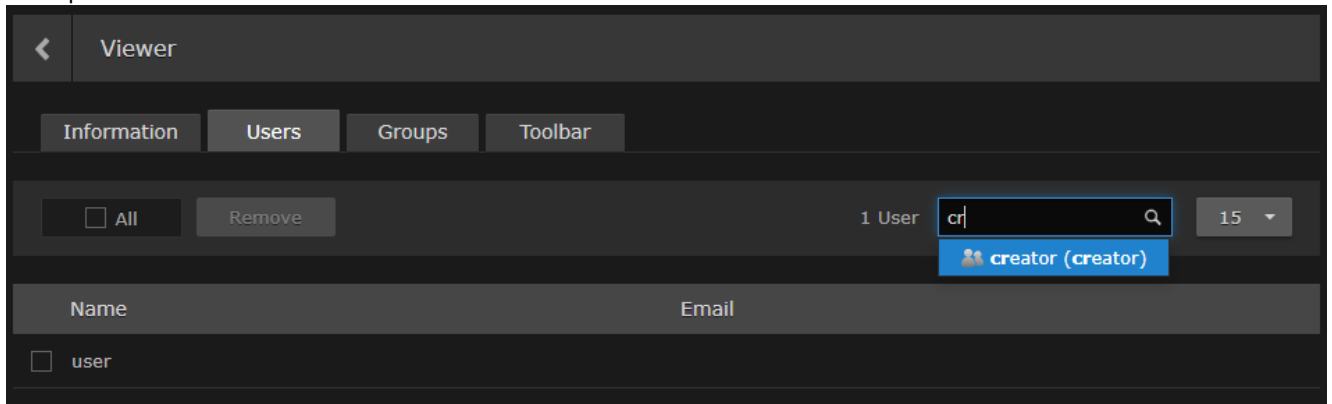 Viewer
Information Users Groups Toolbar
All Remove 1 User cr 15
creator (creator)
Name Email
user